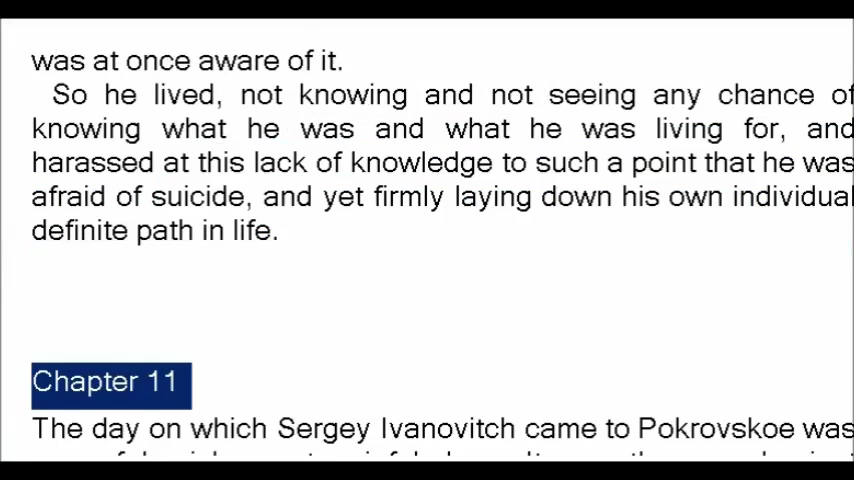 was at once aware of it.
So he lived, not knowing and not seeing any chance of
knowing what he was and what he was living for, and
harassed at this lack of knowledge to such a point that he was
afraid of suicide, and yet firmly laying down his own individual
definite path in life.
Chapter 11
The day on which Sergey Ivanovitch came to Pokrovskoe was